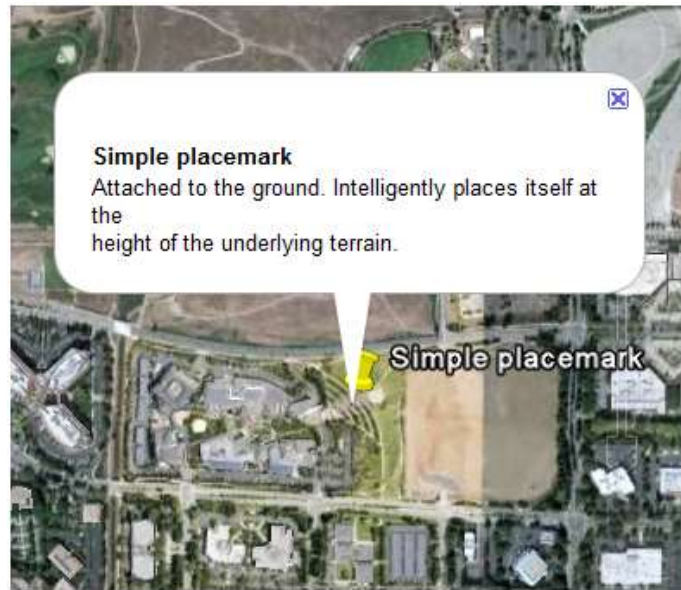 Simple placemark
Attached to the ground. Intelligently places itself at
the
height of the underlying terrain.
Simple placemark